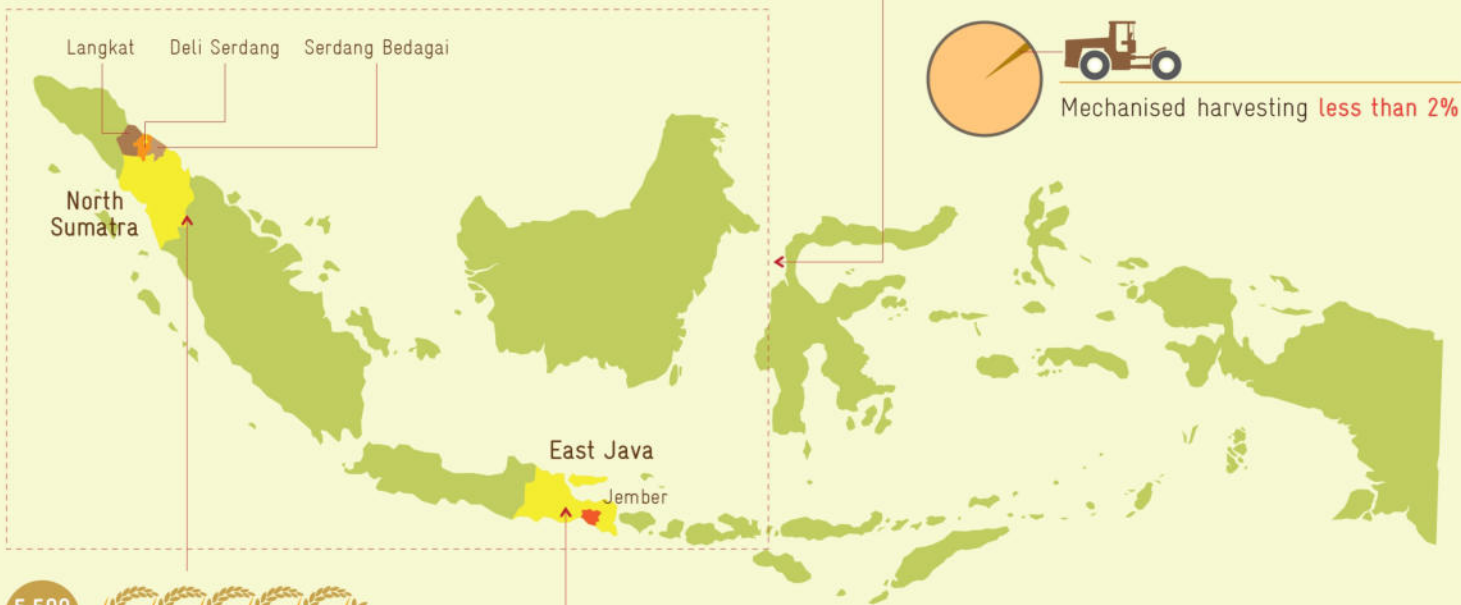 Langkat
Deli Serdang
Serdang Bedagai
Mechanised harvesting less than 2%
North
Sumatra
East Java
Jember